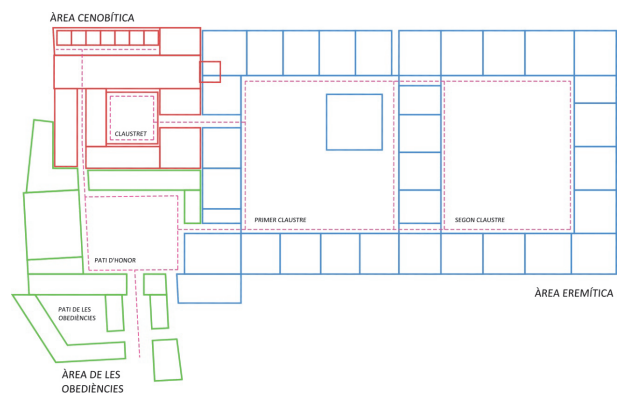 ÀREA CENOBÍTICA
CLAUSTRET
PRIMER CLAUSTRE
SEGON CLAUSTRE
PATI D'HONOR
ÀREA EREMÍTICA
PATI DE LES
OBEDIÈNCIES
ÀREA DE LES
OBEDIÈNCIES